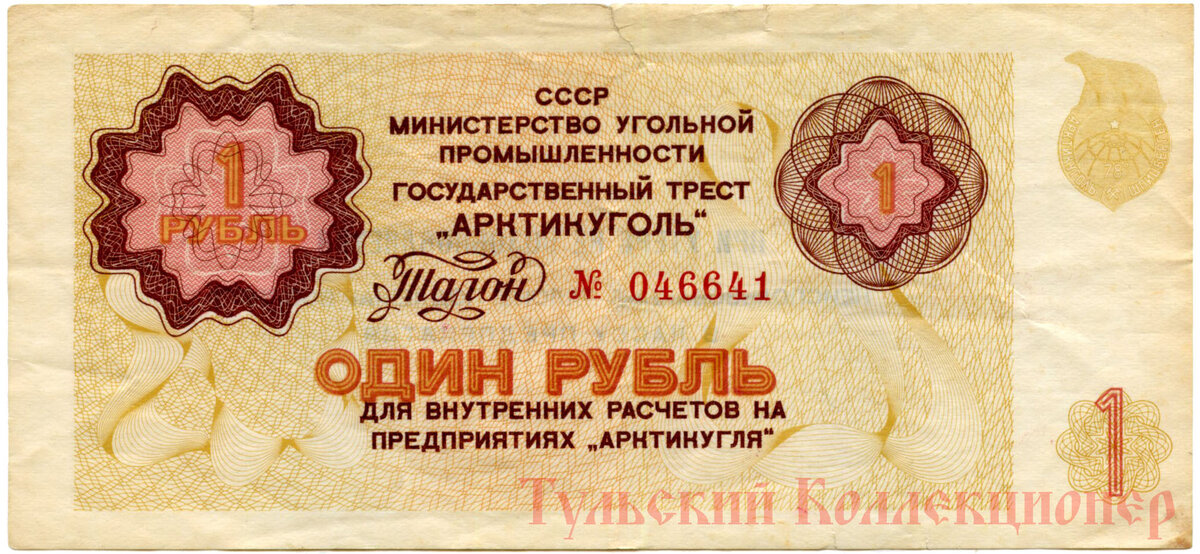 СССР
МИНИСТЕРСТВО УГОЛЬНОЙ
ПРОМЫШЛЕННОСТИ
ГОСУДАРСТВЕННЫЙ ТРЕСТ
„АРКТИКУГОЛЬ“
Талон № 046641
1
РУБЛЬ
1
ОДИН РУБЛЬ
ДЛЯ ВНУТРЕННИХ РАСЧЕТОВ НА
ПРЕДПРИЯТИЯХ „АРКТИКУГЛЯ“
1
Тульский Коллекционер